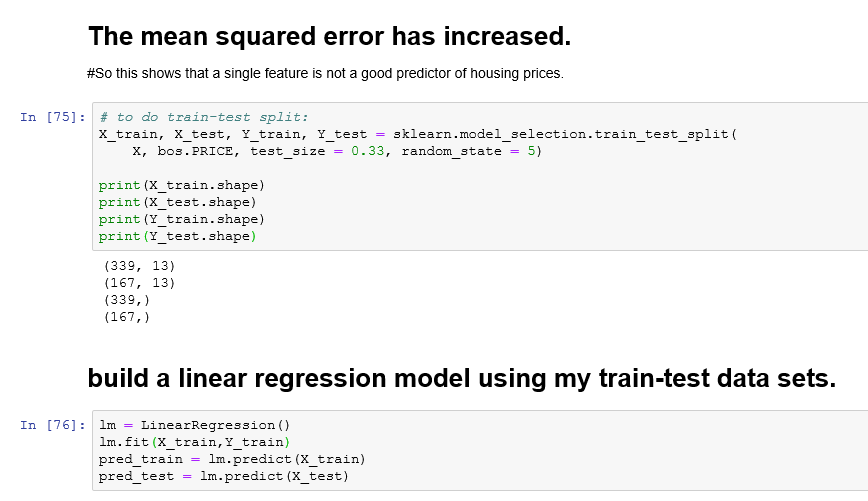 The mean squared error has increased.
#So this shows that a single feature is not a good predictor of housing prices.
In [75]: # to do train-test split:
X_train, X_test, Y_train, Y_test = sklearn.model_selection.train_test_split(
    X, bos.PRICE, test_size = 0.33, random_state = 5)
print(X_train.shape)
print(X_test.shape)
print(Y_train.shape)
print(Y_test.shape)
(339, 13)
(167, 13)
(339,)
(167,)
build a linear regression model using my train-test data sets.
In [76]: lm = LinearRegression()
lm.fit(X_train,Y_train)
pred_train = lm.predict(X_train)
pred_test = lm.predict(X_test)